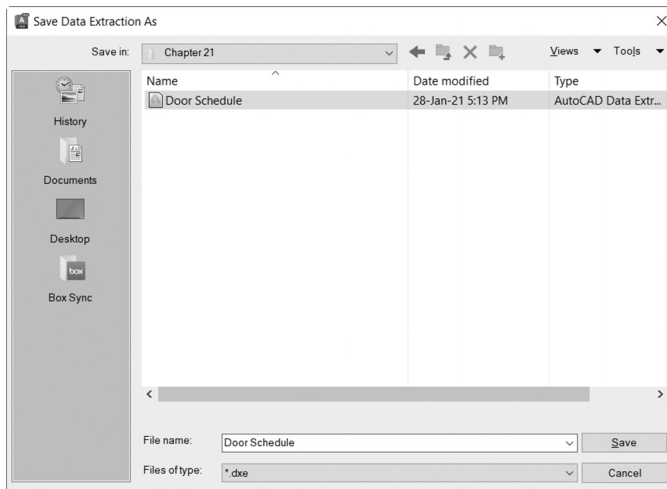 Save Data Extraction As
Save in: Chapter 21 Views Tools
Name Date modified Type
Door Schedule 28-Jan-21 5:13 PM AutoCAD Data Extr...
History
Documents
Desktop
box
Box Sync
File name: Door Schedule Save
Files of type: *.dxe Cancel